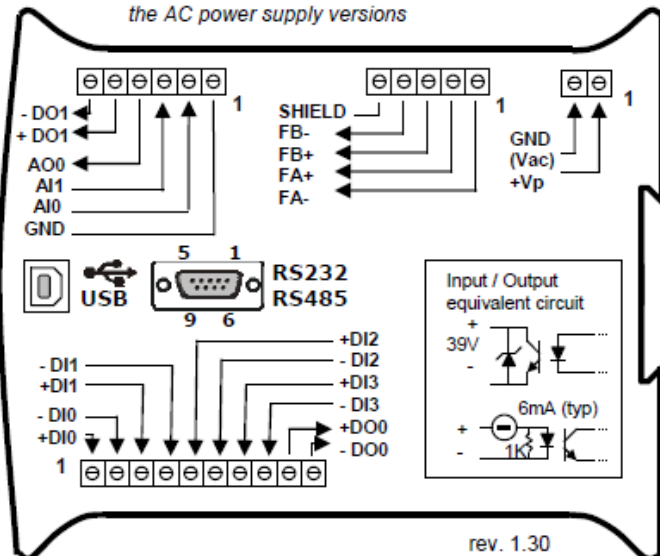 the AC power supply versions
1
1
1
- DO1
+ DO1
AO0
AI1
AI0
GND
SHIELD
FB-
FB+
FA+
FA-
GND
(Vac)
+Vp
USB
5 1
9 6
RS232
RS485
Input / Output
equivalent circuit
+
39V
-
6mA (typ)
+
-
1K
- DI1
+DI1
- DI0
+DI0
1
+DI2
- DI2
+DI3
- DI3
+DO0
- DO0
rev. 1.30